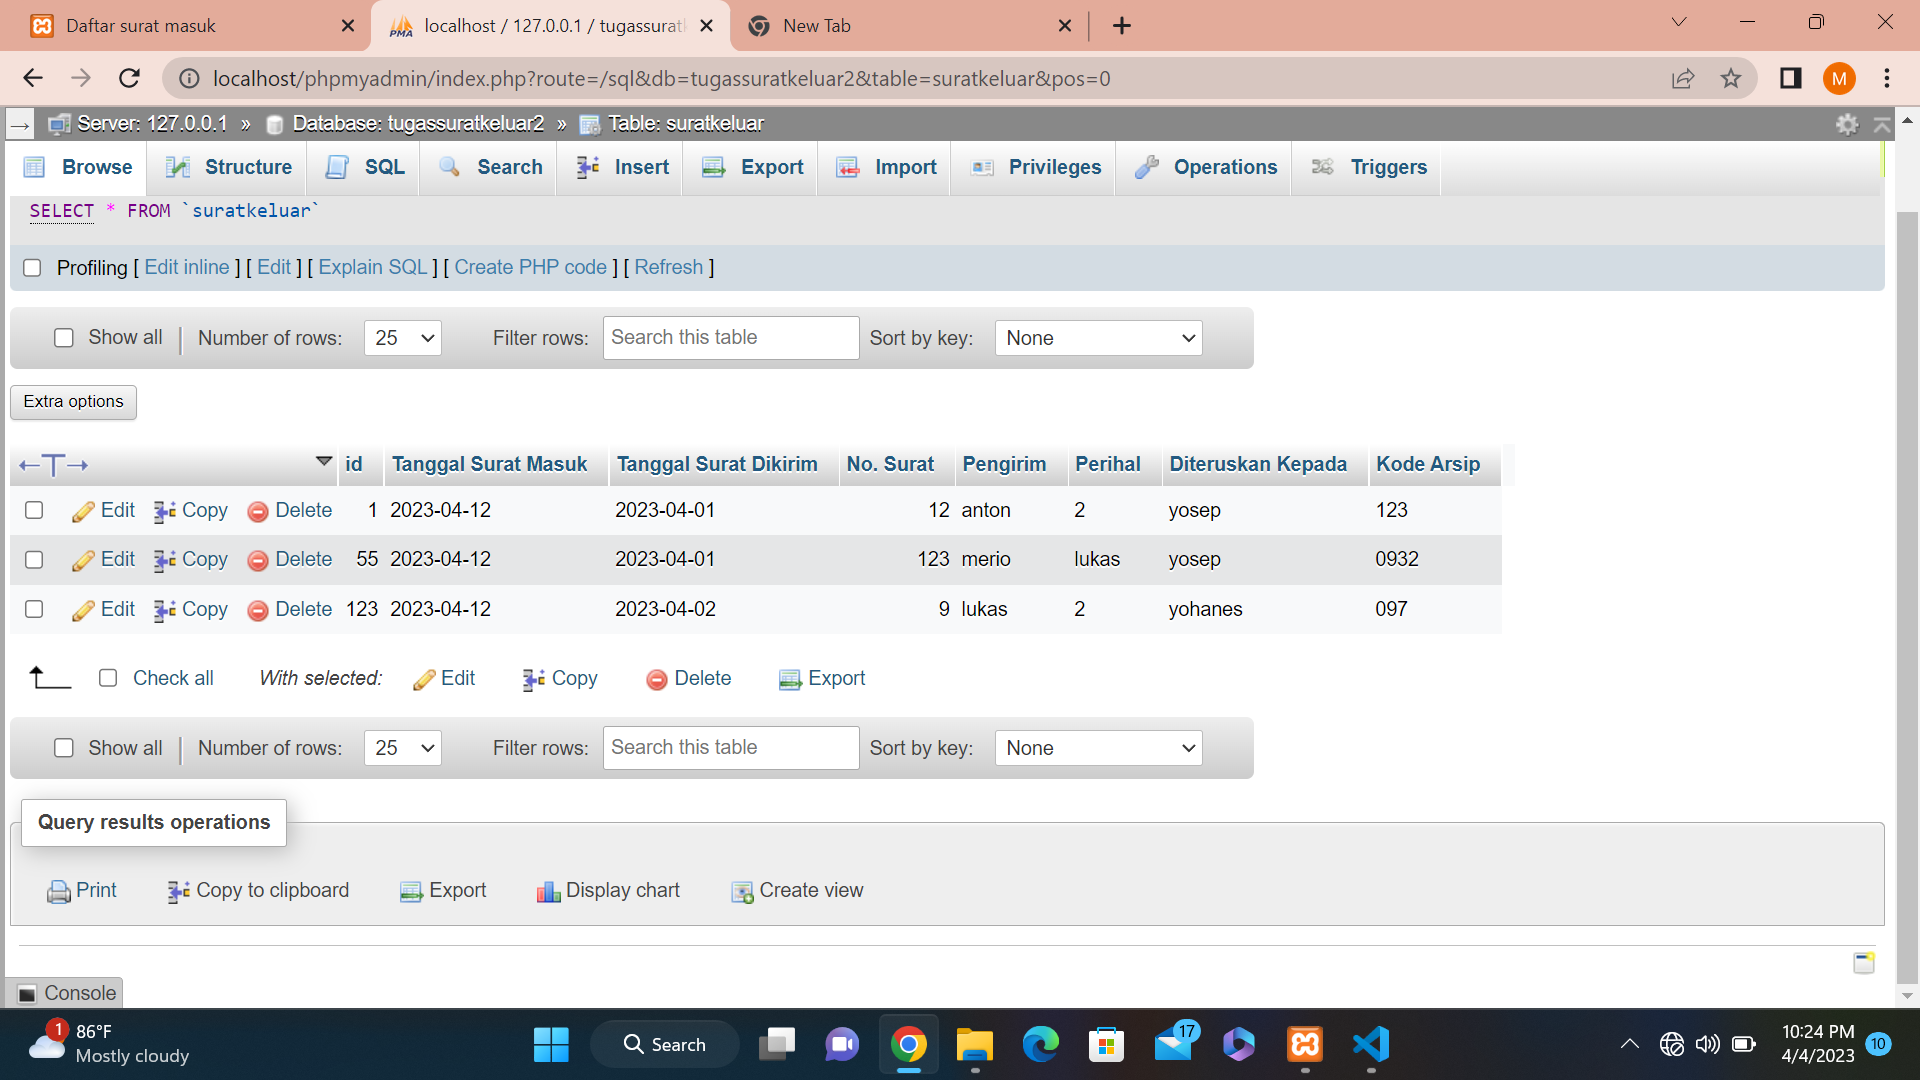 Daftar surat masuk
localhost / 127.0.0.1 / tugassurat
New Tab
localhost/phpmyadmin/index.php?route=/sql&db=tugassuratkeluar2&table=suratkeluar&pos=0
M
Server: 127.0.0.1 » Database: tugassuratkeluar2 » Table: suratkeluar
Browse Structure SQL Search Insert Export Import Privileges Operations Triggers
SELECT * FROM `suratkeluar`
Profiling [ Edit inline ] [ Edit ] [ Explain SQL ] [ Create PHP code ] [ Refresh ]
Show all Number of rows: 25 Filter rows: Search this table Sort by key: None
Extra options
id Tanggal Surat Masuk Tanggal Surat Dikirim No. Surat Pengirim Perihal Diteruskan Kepada Kode Arsip
Edit Copy Delete 1 2023-04-12 2023-04-01 12 anton 2 yosep 123
Edit Copy Delete 55 2023-04-12 2023-04-01 123 merio lukas yosep 0932
Edit Copy Delete 123 2023-04-12 2023-04-02 9 lukas 2 yohanes 097
Check all With selected: Edit Copy Delete Export
Show all Number of rows: 25 Filter rows: Search this table Sort by key: None
Query results operations
Print Copy to clipboard Export Display chart Create view
Console
1 86°F
Mostly cloudy
Search
17
10:24 PM
4/4/2023
10